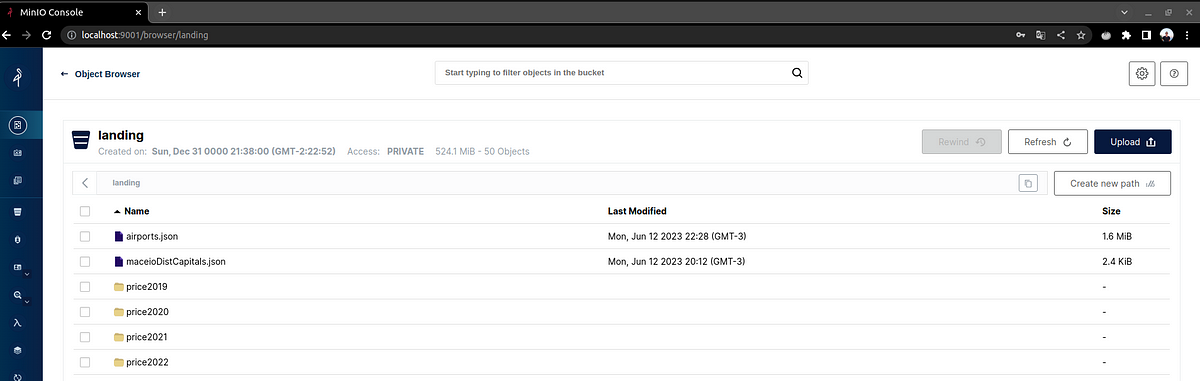 MinIO Console
localhost:9001/browser/landing
Object Browser
Start typing to filter objects in the bucket
landing
Created on: Sun, Dec 31 0000 21:38:00 (GMT-2:22:52) Access: PRIVATE 524.1 MiB - 50 Objects
Rewind Refresh Upload
landing
Create new path
Name Last Modified Size
airports.json Mon, Jun 12 2023 22:28 (GMT-3) 1.6 MiB
maceioDistCapitals.json Mon, Jun 12 2023 20:12 (GMT-3) 2.4 KiB
price2019 -
price2020 -
price2021 -
price2022 -